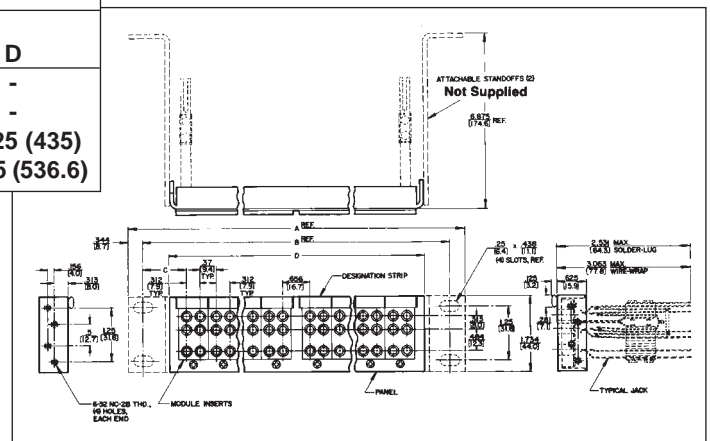 D
-
-
25 (435)
5 (536.6)
ATTACHABLE STANDOFFS (2)
Not Supplied
6.875 REF.
(174.6)
A REF.
B REF.
D
.344
(8.7)
.25 x .438
(6.4) (11.1)
(4) SLOTS, REF.
2.531 MAX.
(64.3) SOLDER-LUG
3.063 MAX.
(77.8) WIRE-WRAP
.156
(4.0)
.313
(8.0)
C
.312
(7.9)
TYP.
.37
(9.4)
TYP.
.312
(7.9)
TYP.
.656
(16.7)
DESIGNATION STRIP
.125
(3.2)
.625
(15.9)
.5
(12.7)
1.25
(31.8)
.313
(8.0)
1.25
(31.8)
1.734
(44.0)
.281
(7.1)
6-32 NC-2B THD.,
(4) HOLES,
EACH END
MODULE INSERTS
PANEL
TYPICAL JACK